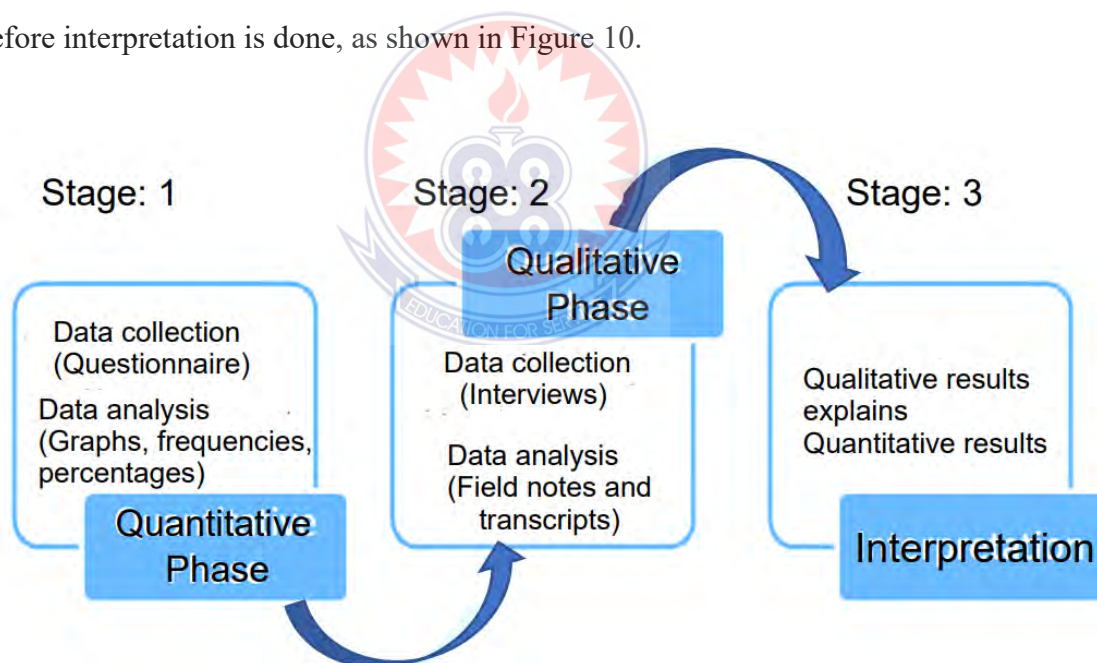 efore interpretation is done, as shown in Figure 10.
Stage: 1
Data collection
(Questionnaire)
Data analysis
(Graphs, frequencies,
percentages)
Quantitative
Phase
Stage: 2
Qualitative
Phase
Data collection
(Interviews)
Data analysis
(Field notes and
transcripts)
Stage: 3
Qualitative results
explains
Quantitative results
Interpretation
EDUCATION FOR